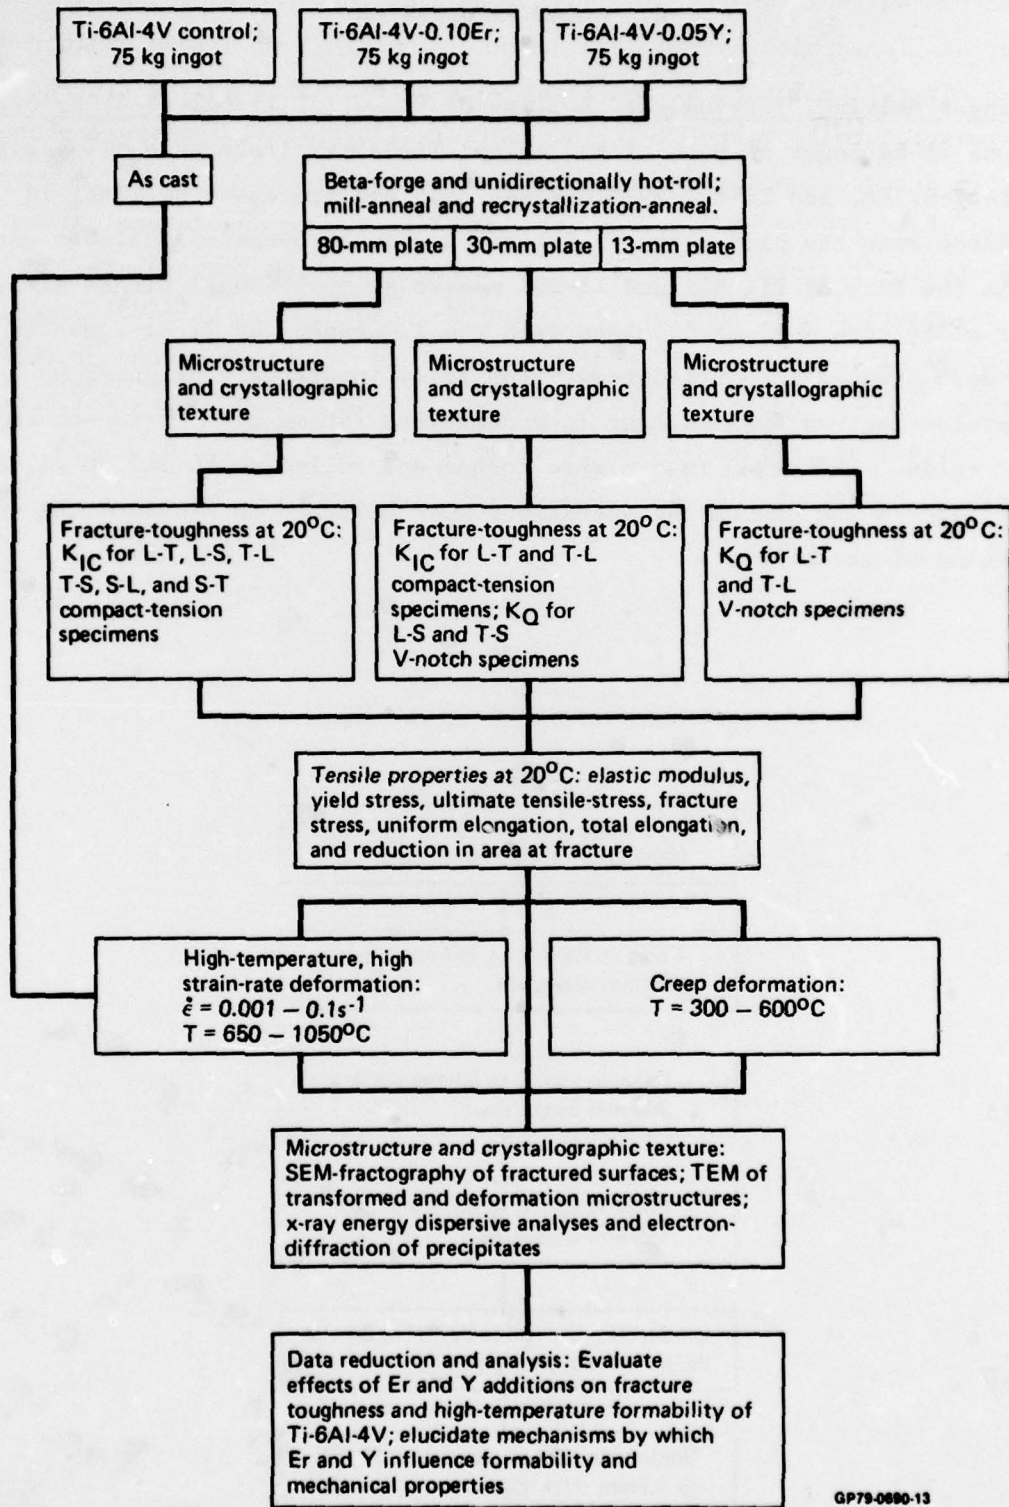 Ti-6Al-4V control;
75 kg ingot
Ti-6Al-4V-0.10Er;
75 kg ingot
Ti-6Al-4V-0.05Y;
75 kg ingot
As cast
Beta-forge and unidirectionally hot-roll;
mill-anneal and recrystallization-anneal.
80-mm plate
30-mm plate
13-mm plate
Microstructure
and crystallographic
texture
Microstructure
and crystallographic
texture
Microstructure
and crystallographic
texture
Fracture-toughness at 20°C:
K_IC for L-T, L-S, T-L
T-S, S-L, and S-T
compact-tension
specimens
Fracture-toughness at 20°C:
K_IC for L-T and T-L
compact-tension
specimens; K_Q for
L-S and T-S
V-notch specimens
Fracture-toughness at 20°C:
K_Q for L-T
and T-L
V-notch specimens
Tensile properties at 20°C: elastic modulus,
yield stress, ultimate tensile-stress, fracture
stress, uniform elongation, total elongation,
and reduction in area at fracture
High-temperature, high
strain-rate deformation:
ε̇ = 0.001 – 0.1s⁻¹
T = 650 – 1050°C
Creep deformation:
T = 300 – 600°C
Microstructure and crystallographic texture:
SEM-fractography of fractured surfaces; TEM of
transformed and deformation microstructures;
x-ray energy dispersive analyses and electron-
diffraction of precipitates
Data reduction and analysis: Evaluate
effects of Er and Y additions on fracture
toughness and high-temperature formability of
Ti-6Al-4V; elucidate mechanisms by which
Er and Y influence formability and
mechanical properties
GP79-0690-13